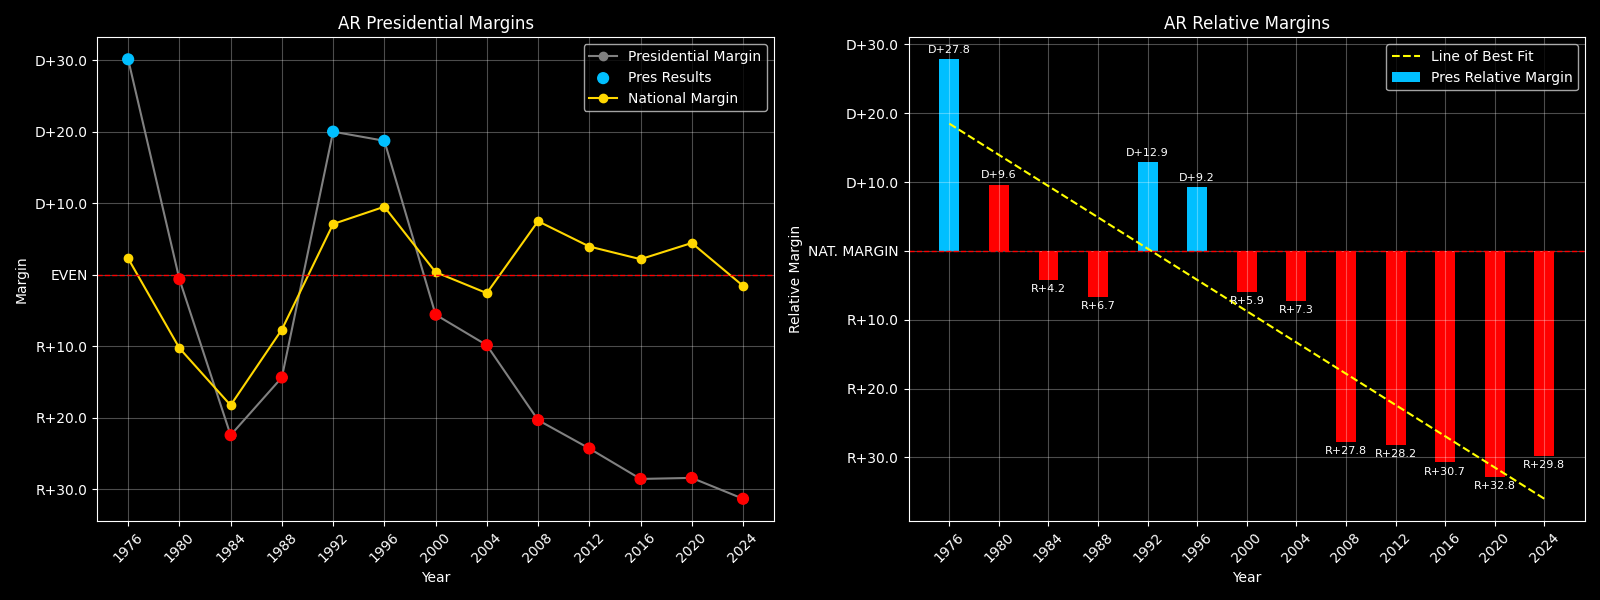 AR Presidential Margins
Presidential Margin
Pres Results
National Margin
Margin
D+30.0
D+20.0
D+10.0
EVEN
R+10.0
R+20.0
R+30.0
1976
1980
1984
1988
1992
1996
2000
2004
2008
2012
2016
2020
2024
Year
AR Relative Margins
Line of Best Fit
Pres Relative Margin
Relative Margin
D+30.0
D+20.0
D+10.0
NAT. MARGIN
R+10.0
R+20.0
R+30.0
D+27.8
D+9.6
R+4.2
R+6.7
D+12.9
D+9.2
R+5.9
R+7.3
R+27.8
R+28.2
R+30.7
R+32.8
R+29.8
1976
1980
1984
1988
1992
1996
2000
2004
2008
2012
2016
2020
2024
Year